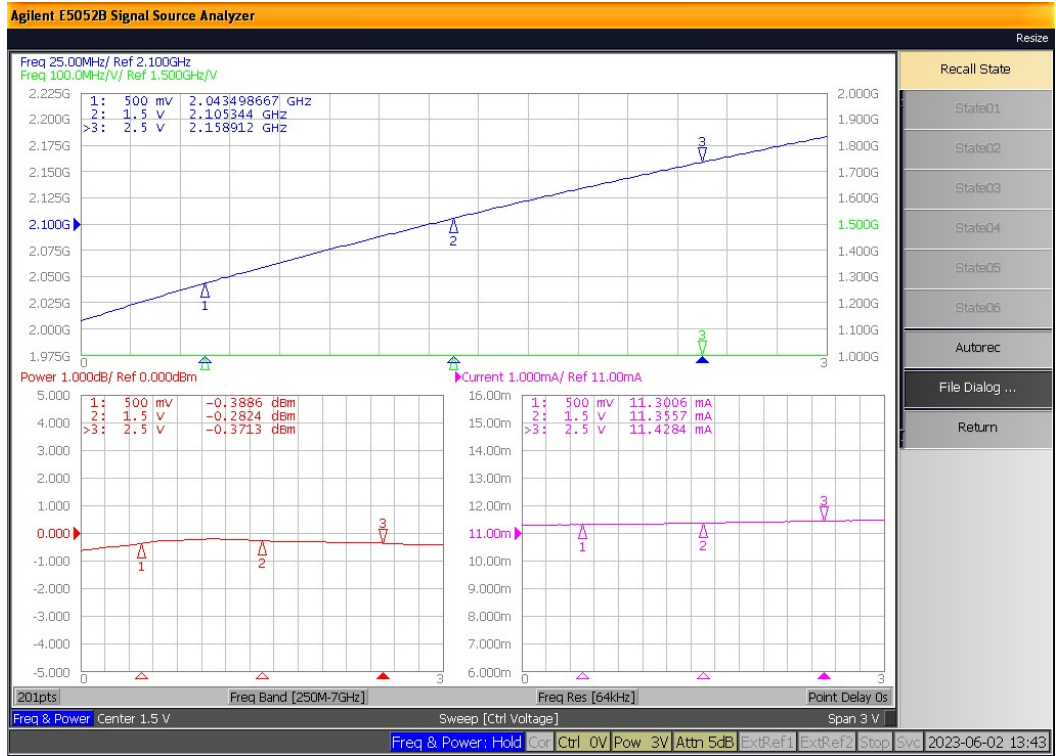 Agilent E5052B Signal Source Analyzer
Resize
Freq 25.00MHz/ Ref 2.100GHz
Freq 100.0MHz/V/ Ref 1.500GHz/V
2.225G
2.200G
2.175G
2.150G
2.125G
2.100G
2.075G
2.050G
2.025G
2.000G
1.975G
1: 500 mV 2.043498667 GHz
2: 1.5 V 2.105344 GHz
>3: 2.5 V 2.158912 GHz
1
2
3
3
0
3
2.000G
1.900G
1.800G
1.700G
1.600G
1.500G
1.400G
1.300G
1.200G
1.100G
1.000G
Power 1.000dB/ Ref 0.000dBm
5.000
4.000
3.000
2.000
1.000
0.000
-1.000
-2.000
-3.000
-4.000
-5.000
1: 500 mV -0.3886 dBm
2: 1.5 V -0.2824 dBm
>3: 2.5 V -0.3713 dBm
1
2
3
0
3
Current 1.000mA/ Ref 11.00mA
16.00m
15.00m
14.00m
13.00m
12.00m
11.00m
10.00m
9.000m
8.000m
7.000m
6.000m
1: 500 mV 11.3006 mA
2: 1.5 V 11.3557 mA
>3: 2.5 V 11.4284 mA
1
2
3
0
3
201pts Freq Band [250M-7GHz] Freq Res [64kHz] Point Delay 0s
Freq & Power Center 1.5 V Sweep [Ctrl Voltage] Span 3 V
Freq & Power: Hold Cor Ctrl 0V Pow 3V Attn 5dB ExtRef1 ExtRef2 Stop Svc 2023-06-02 13:43
Recall State
State01
State02
State03
State04
State05
State06
Autorec
File Dialog ...
Return